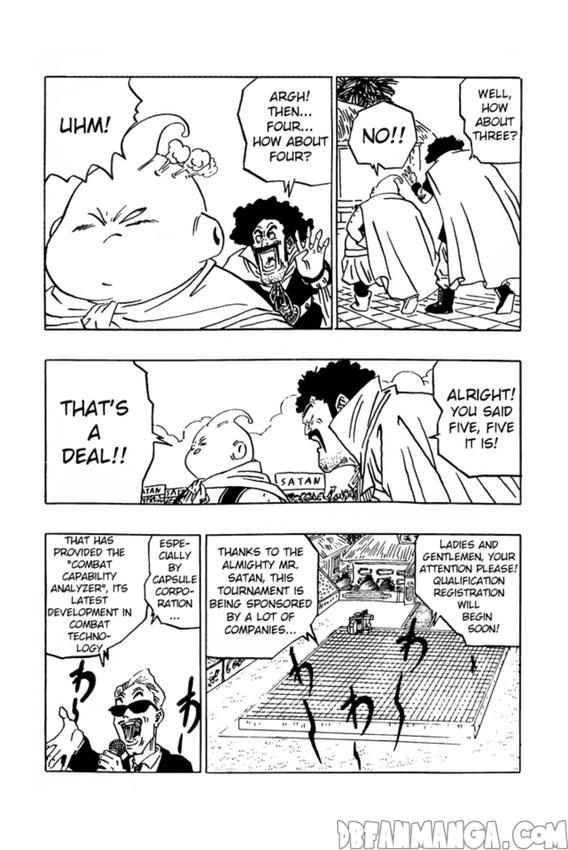 WELL,
HOW
ABOUT
THREE?
NO!!
ARGH!
THEN...
FOUR...
HOW ABOUT
FOUR?
UHM!
ALRIGHT!
YOU SAID
FIVE, FIVE
IT IS!
THAT'S
A
DEAL!!
SATAN
ATAN
SA
LADIES AND
GENTLEMEN, YOUR
ATTENTION PLEASE!
QUALIFICATION
REGISTRATION
WILL
BEGIN
SOON!
THANKS TO THE
ALMIGHTY MR.
SATAN, THIS
TOURNAMENT IS
BEING SPONSORED
BY A LOT OF
COMPANIES...
わー
わー
わー
ESPE-
CIALLY
BY
CAPSULE
CORPO-
RATION
...
THAT HAS
PROVIDED THE
"COMBAT
CAPABILITY
ANALYZER", ITS
LATEST
DEVELOPMENT IN
COMBAT
TECHNO-
LOGY
わー
わー
DBFANMANGA.COM